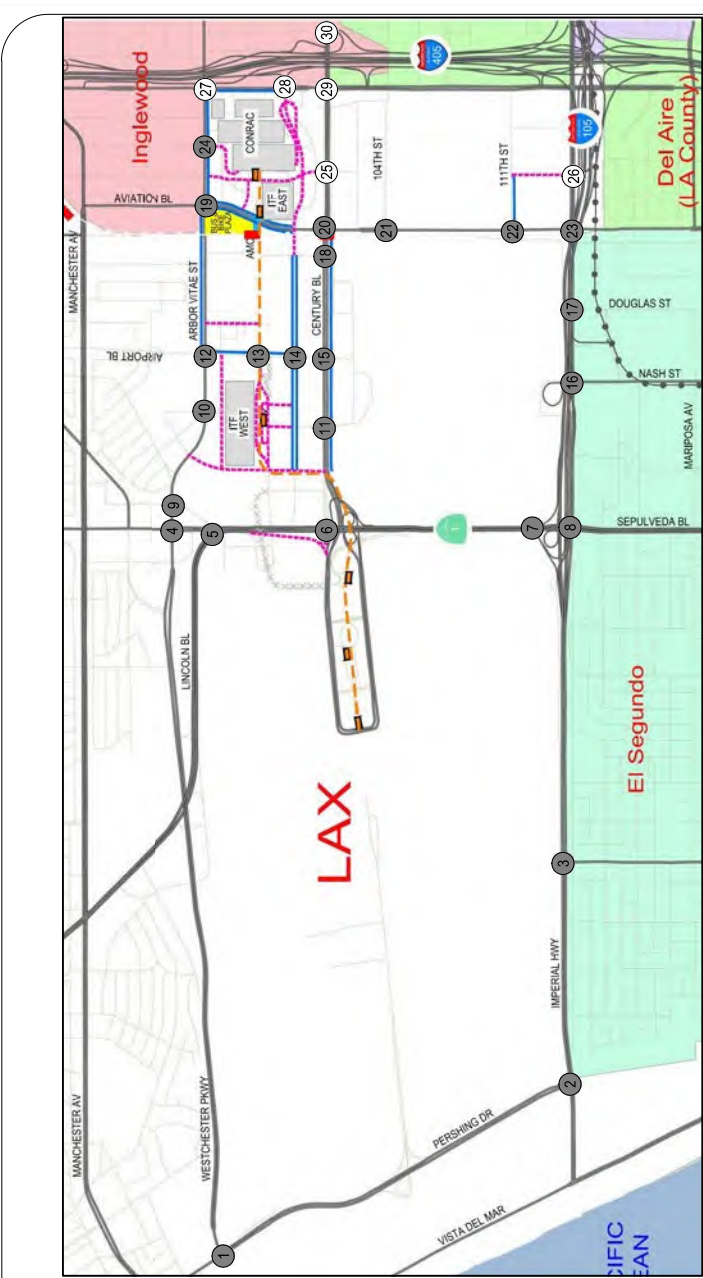 MANCHESTER AV
MANCHESTER AV
WESTCHESTER PKWY
LINCOLN BL
PERSHING DR
VISTA DEL MAR
CIFIC
EAN
IMPERIAL HWY
El Segundo
LAX
SEPULVEDA BL
MARIPOSA AV
NASH ST
DOUGLAS ST
AIRPORT BL
ARBOR VITAE ST
CENTURY BL
AVIATION BL
104TH ST
111TH ST
ITF
WEST
ITF
EAST
CONRAC
BUS
BIKE
PLAZA
AMC
Inglewood
Del Aire
(LA County)
405
105
1
1
2
3
4
5
6
7
8
9
10
11
12
13
14
15
16
17
18
19
20
21
22
23
24
25
26
27
28
29
30